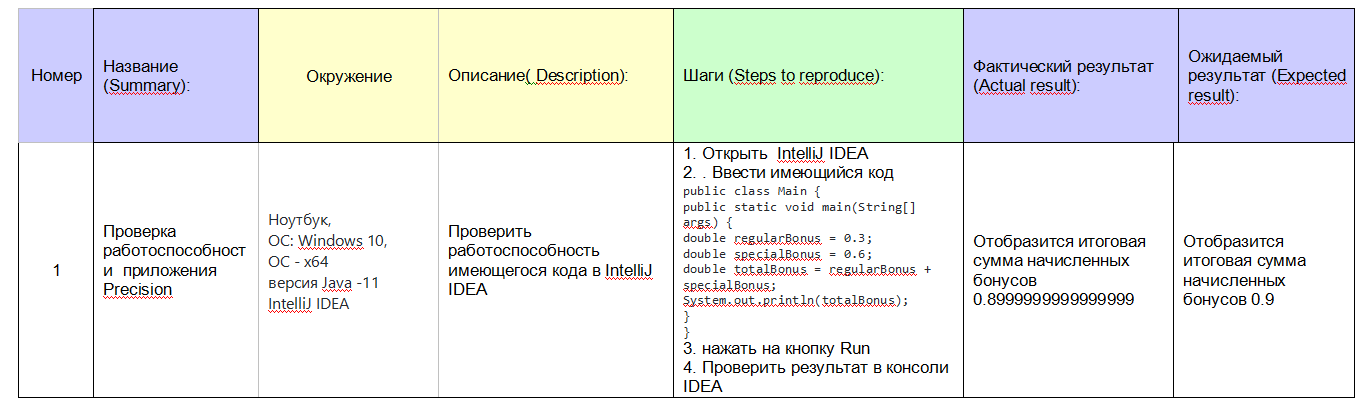 Номер
Название
(Summary):
Окружение
Описание( Description):
Шаги (Steps to reproduce):
Фактический результат
(Actual result):
Ожидаемый
результат (Expected
result):
1
Проверка
работоспособност
и приложения
Precision
Ноутбук,
ОС: Windows 10,
ОС - x64
версия Java -11
IntelliJ IDEA
Проверить
работоспособность
имеющегося кода в IntelliJ
IDEA
1. Открыть IntelliJ IDEA
2. . Ввести имеющийся код
public class Main {
public static void main(String[]
args) {
double regularBonus = 0.3;
double specialBonus = 0.6;
double totalBonus = regularBonus +
specialBonus;
System.out.println(totalBonus);
}
}
3. нажать на кнопку Run
4. Проверить результат в консоли
IDEA
Отобразится итоговая
сумма начисленных
бонусов
0.8999999999999999
Отобразится
итоговая сумма
начисленных
бонусов 0.9